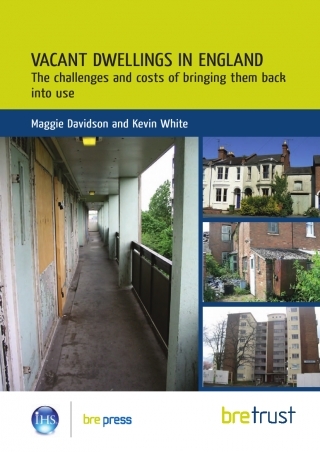 VACANT DWELLINGS IN ENGLAND
The challenges and costs of bringing them back
into use
Maggie Davidson and Kevin White
IHS
bre press
bretrust